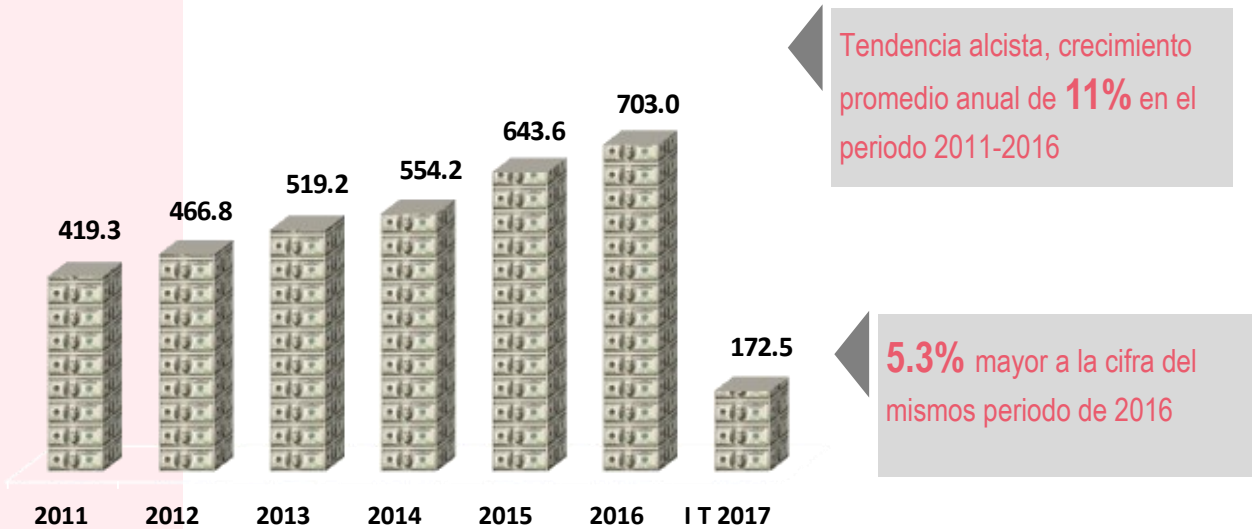 Tendencia alcista, crecimiento
promedio anual de 11% en el
periodo 2011-2016
703.0
643.6
554.2
519.2
466.8
419.3
172.5
5.3% mayor a la cifra del
mismos periodo de 2016
2011 2012 2013 2014 2015 2016 I T 2017